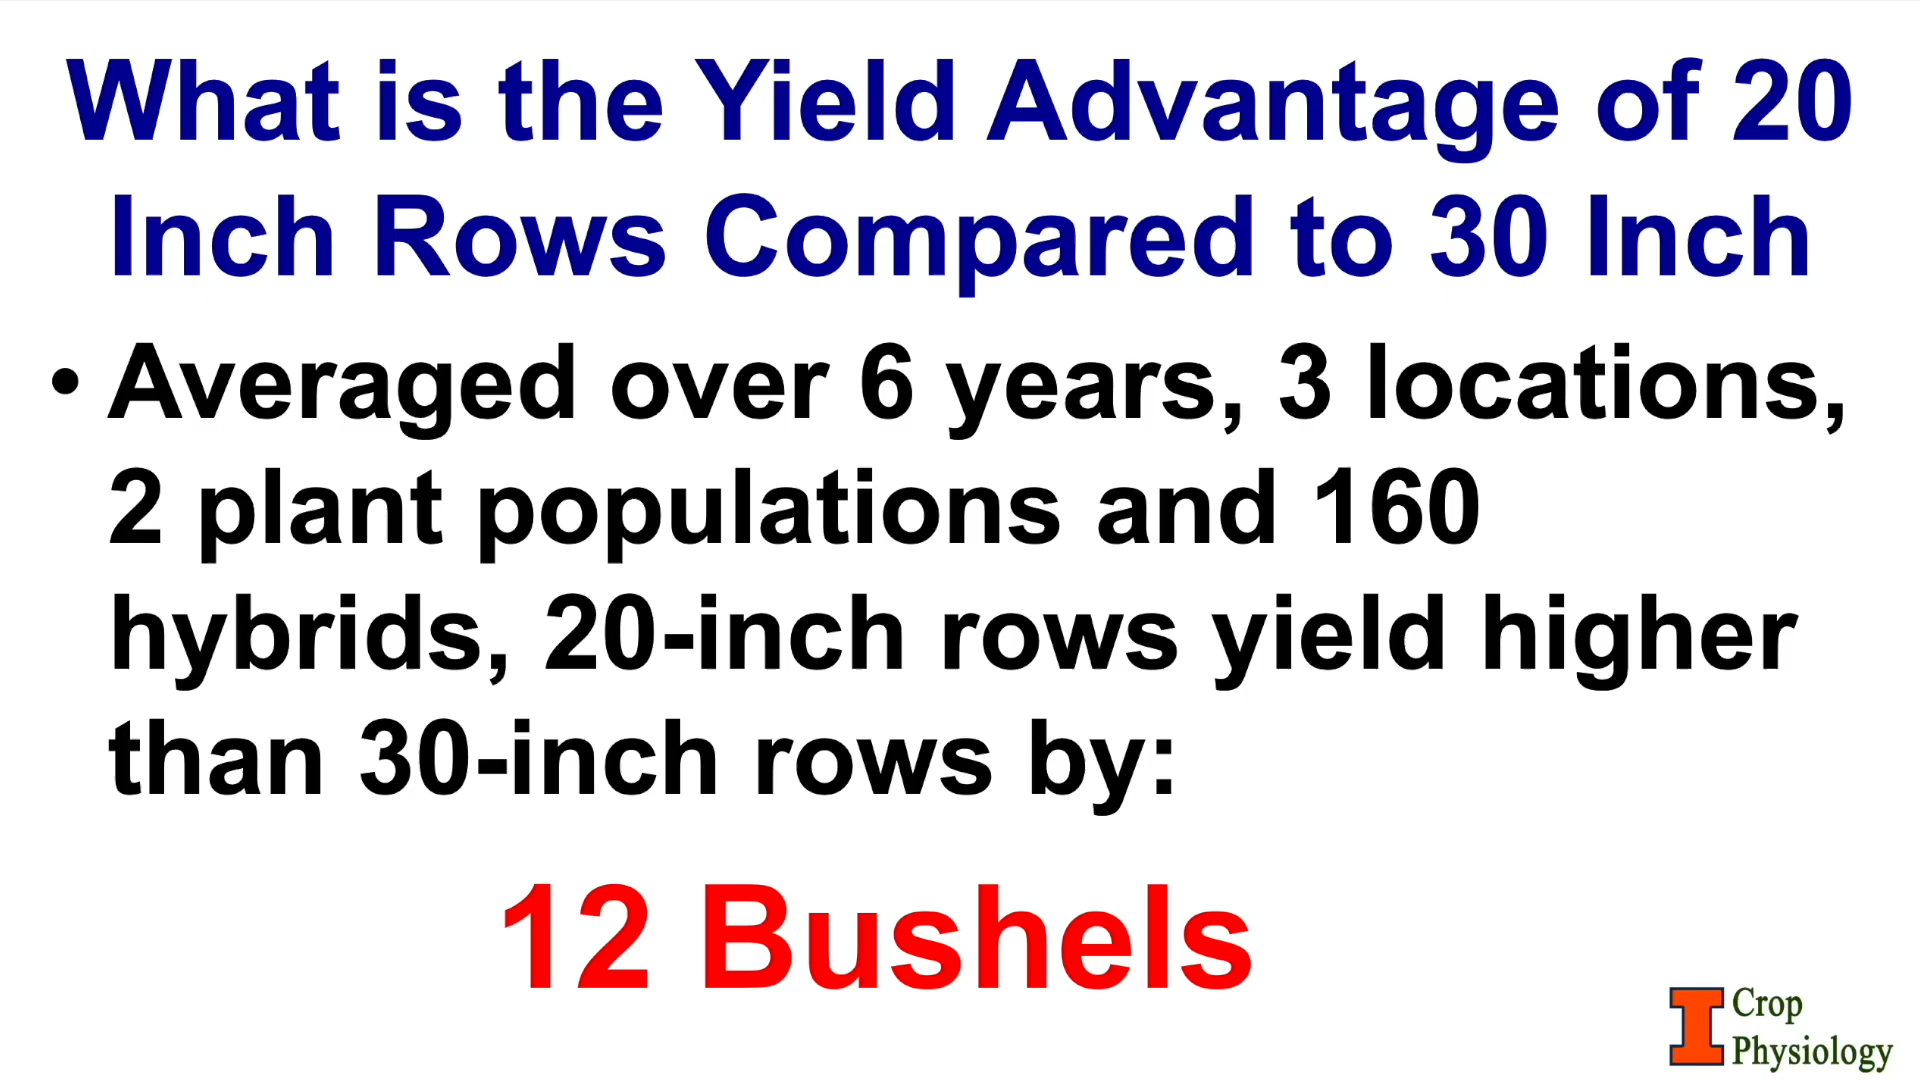 What is the Yield Advantage of 20
Inch Rows Compared to 30 Inch
• Averaged over 6 years, 3 locations,
2 plant populations and 160
hybrids, 20-inch rows yield higher
than 30-inch rows by:
12 Bushels
I Crop
Physiology